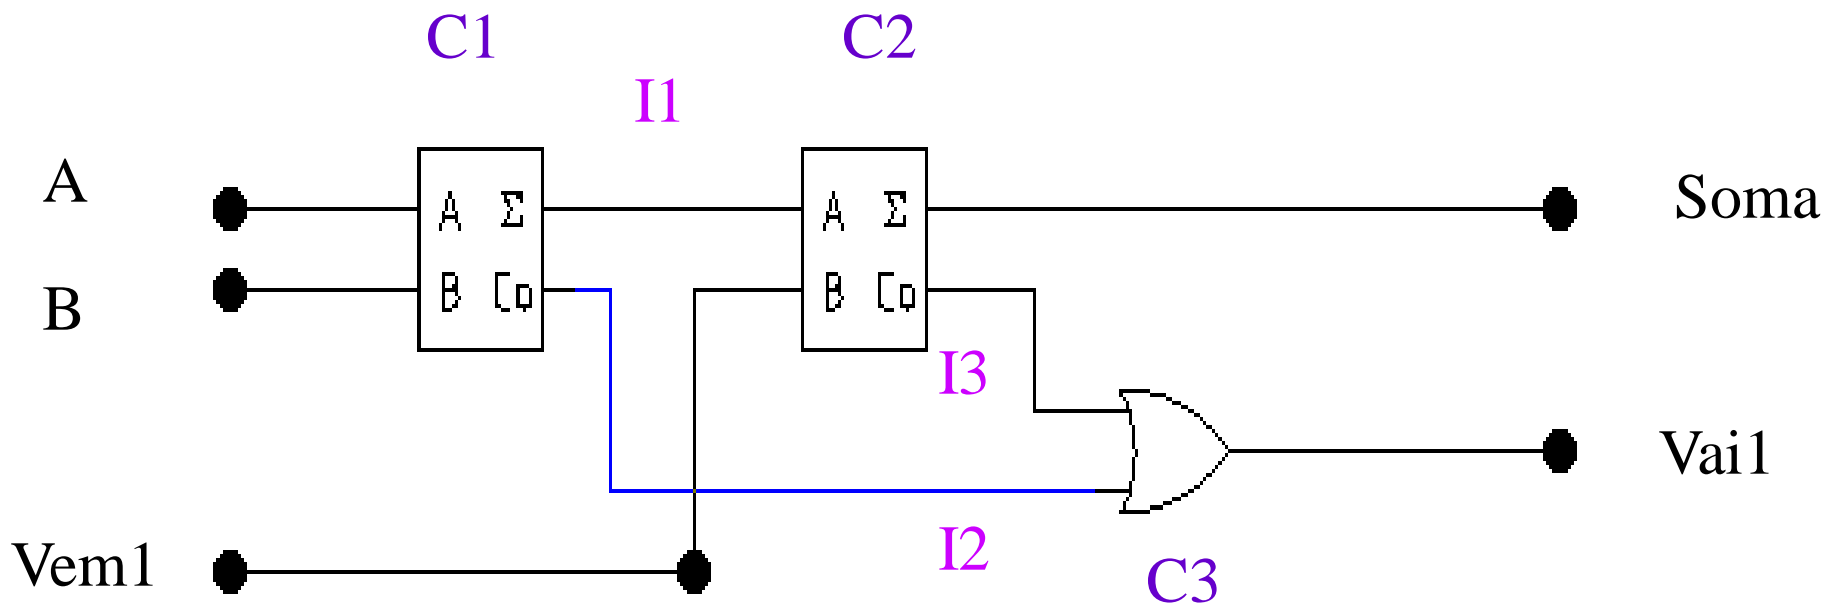 C1
C2
I1
A
A Σ
A Σ
Soma
B
B Co
B Co
I3
Vai1
Vem1
I2
C3